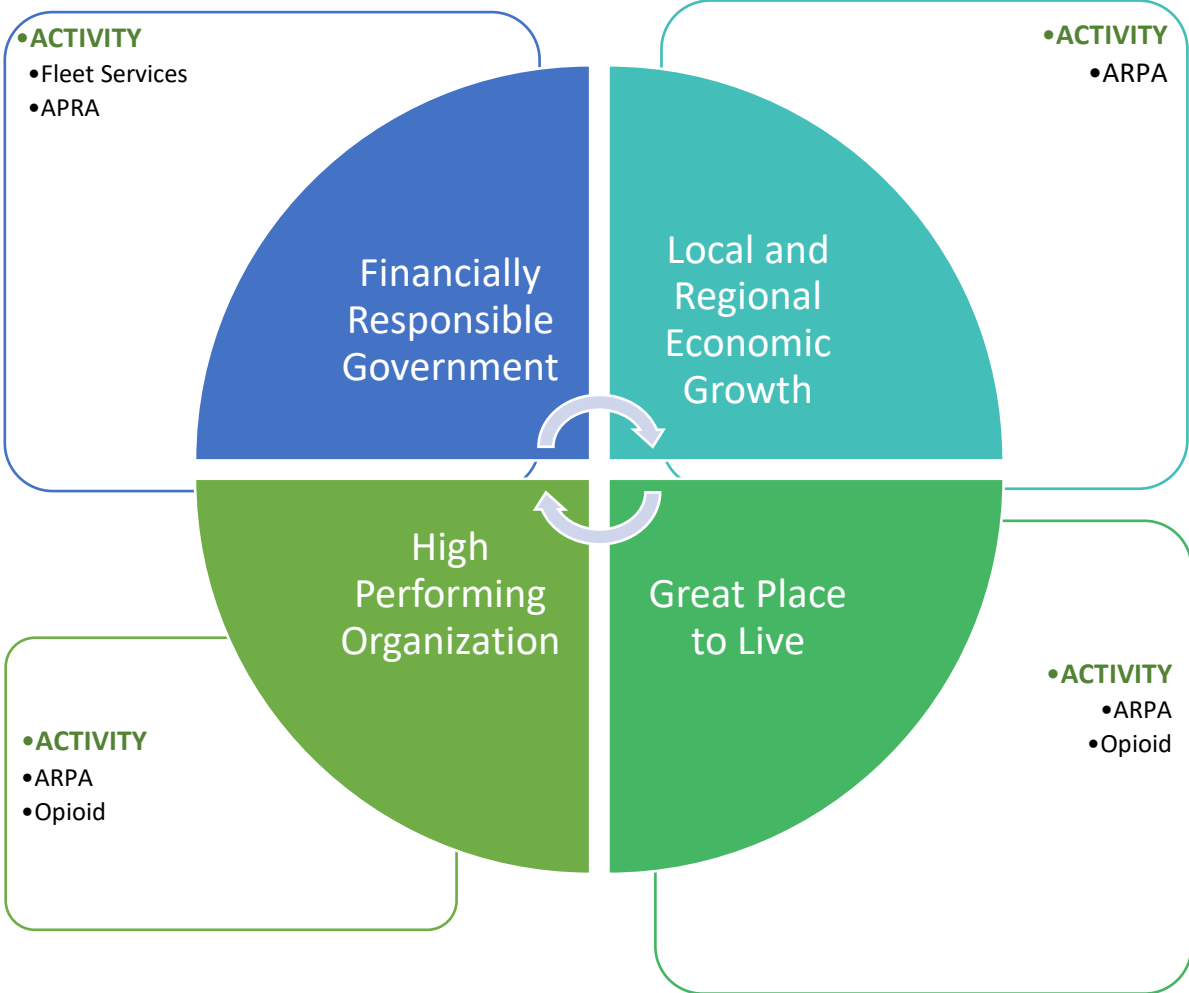 •ACTIVITY
•Fleet Services
•APRA
•ACTIVITY
•ARPA
Financially
Responsible
Government
Local and
Regional
Economic
Growth
High
Performing
Organization
Great Place
to Live
•ACTIVITY
•ARPA
•Opioid
•ACTIVITY
•ARPA
•Opioid